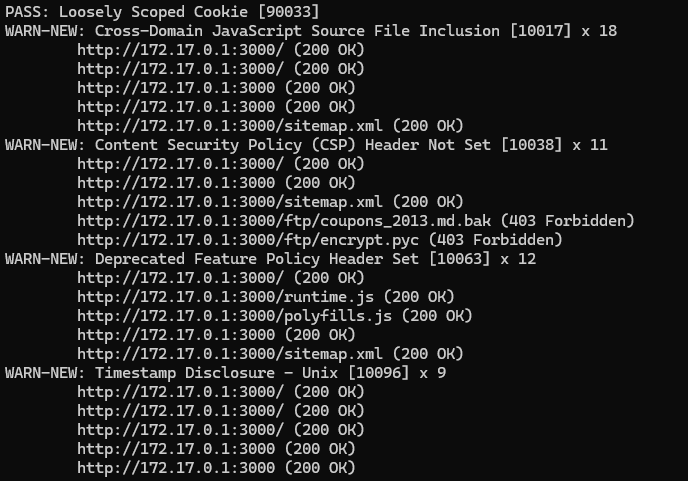 PASS: Loosely Scoped Cookie [90033]
WARN-NEW: Cross-Domain JavaScript Source File Inclusion [10017] x 18
http://172.17.0.1:3000/ (200 OK)
http://172.17.0.1:3000/ (200 OK)
http://172.17.0.1:3000 (200 OK)
http://172.17.0.1:3000 (200 OK)
http://172.17.0.1:3000/sitemap.xml (200 OK)
WARN-NEW: Content Security Policy (CSP) Header Not Set [10038] x 11
http://172.17.0.1:3000/ (200 OK)
http://172.17.0.1:3000 (200 OK)
http://172.17.0.1:3000/sitemap.xml (200 OK)
http://172.17.0.1:3000/ftp/coupons_2013.md.bak (403 Forbidden)
http://172.17.0.1:3000/ftp/encrypt.pyc (403 Forbidden)
WARN-NEW: Deprecated Feature Policy Header Set [10063] x 12
http://172.17.0.1:3000/ (200 OK)
http://172.17.0.1:3000/runtime.js (200 OK)
http://172.17.0.1:3000/polyfills.js (200 OK)
http://172.17.0.1:3000 (200 OK)
http://172.17.0.1:3000/sitemap.xml (200 OK)
WARN-NEW: Timestamp Disclosure - Unix [10096] x 9
http://172.17.0.1:3000/ (200 OK)
http://172.17.0.1:3000/ (200 OK)
http://172.17.0.1:3000/ (200 OK)
http://172.17.0.1:3000 (200 OK)
http://172.17.0.1:3000 (200 OK)